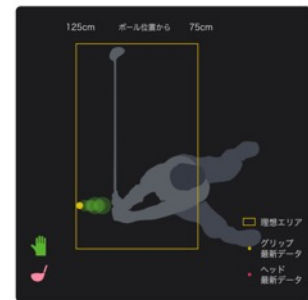 125cm ボール位置から 75cm
理想エリア
グリップ
最新データ
ヘッド
最新データ